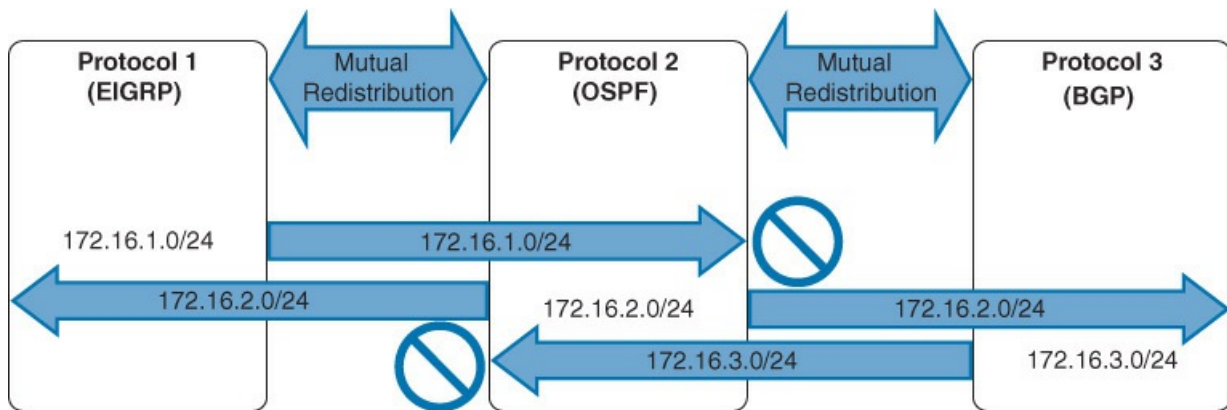 Protocol 1
(EIGRP)
Mutual
Redistribution
Protocol 2
(OSPF)
Mutual
Redistribution
Protocol 3
(BGP)
172.16.1.0/24
172.16.1.0/24
172.16.2.0/24
172.16.2.0/24
172.16.2.0/24
172.16.3.0/24
172.16.3.0/24